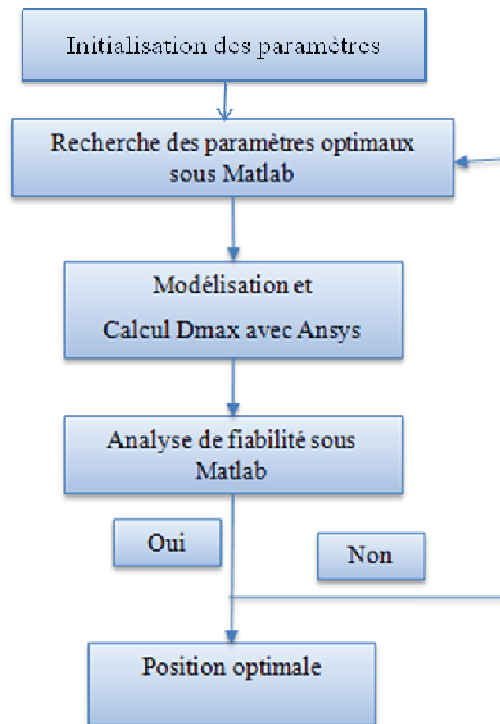 Initialisation des paramètres
Recherche des paramètres optimaux
sous Matlab
Modélisation et
Calcul Dmax avec Ansys
Analyse de fiabilité sous
Matlab
Oui
Non
Position optimale